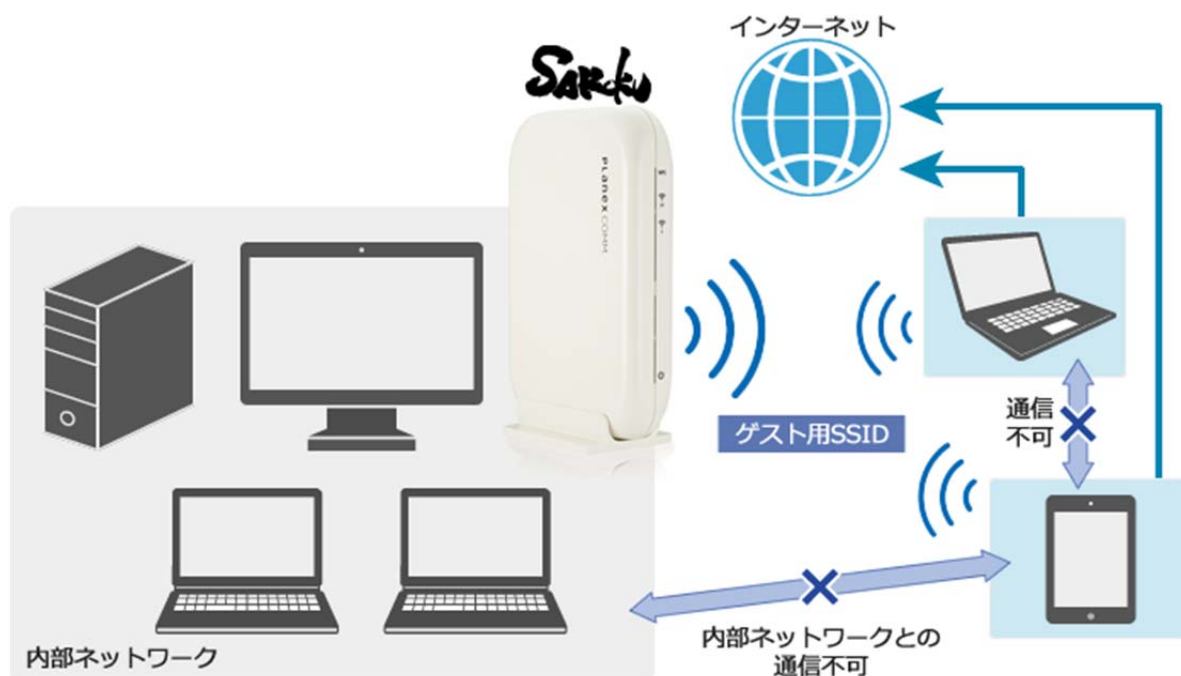 インターネット
SAKoku
PLanex COMM.
ゲスト用SSID
通信
不可
内部ネットワークとの
通信不可
内部ネットワーク